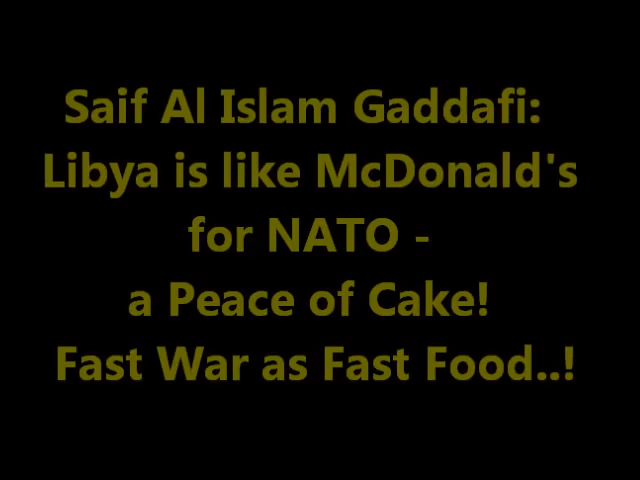 Saif Al Islam Gaddafi:
Libya is like McDonald's
for NATO -
a Peace of Cake!
Fast War as Fast Food..!